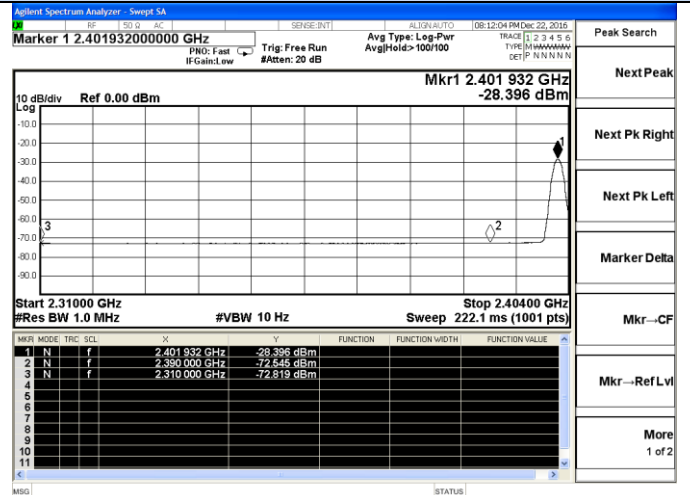 Agilent Spectrum Analyzer - Swept SA
LXI RF 50 Ω AC SENSE:INT ALIGNAUTO 08:12:04 PM Dec 22, 2016
Marker 1 2.401932000000 GHz
PNO: Fast
IFGain:Low
Trig: Free Run
#Atten: 20 dB
Avg Type: Log-Pwr
Avg|Hold:>100/100
TRACE 1 2 3 4 5 6
TYPE M WWWWW
DET P N N N N N
Peak Search
Mkr1 2.401 932 GHz
-28.396 dBm
10 dB/div Ref 0.00 dBm
Log
-10.0
-20.0
-30.0
-40.0
-50.0
-60.0
-70.0
-80.0
-90.0
1
2
3
Start 2.31000 GHz Stop 2.40400 GHz
#Res BW 1.0 MHz #VBW 10 Hz Sweep 222.1 ms (1001 pts)
MKR MODE TRC SCL X Y FUNCTION FUNCTION WIDTH FUNCTION VALUE
1 N f 2.401 932 GHz -28.396 dBm
2 N f 2.390 000 GHz -72.545 dBm
3 N f 2.310 000 GHz -72.819 dBm
4
5
6
7
8
9
10
11
MSG STATUS
Next Peak
Next Pk Right
Next Pk Left
Marker Delta
Mkr→CF
Mkr→Ref Lvl
More
1 of 2